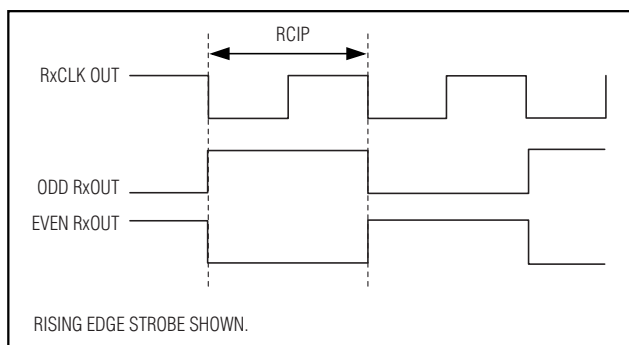 RCIP
RxCLK OUT
ODD RxOUT
EVEN RxOUT
RISING EDGE STROBE SHOWN.